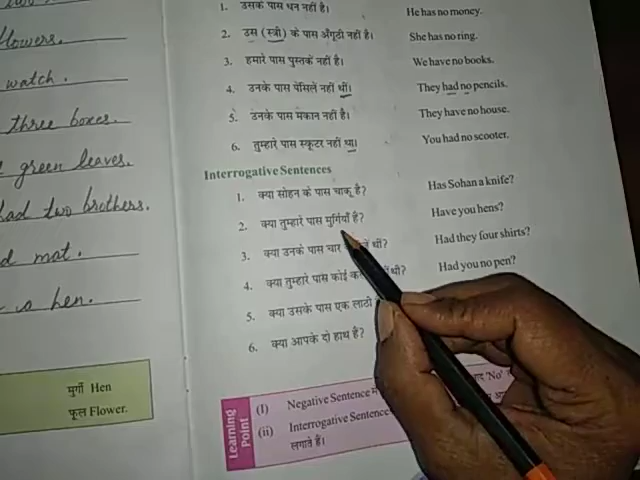 lowers.
watch.
three boxes.
green leaves.
had two brothers.
d mat.
is hen.
मुर्गी Hen
फूल Flower.
1. उसके पास धन नहीं है। He has no money.
2. उस (स्त्री) के पास अँगूठी नहीं है। She has no ring.
3. हमारे पास पुस्तकें नहीं हैं। We have no books.
4. उनके पास पेंसिलें नहीं थीं। They had no pencils.
5. उनके पास मकान नहीं है। They have no house.
6. तुम्हारे पास स्कूटर नहीं था। You had no scooter.
Interrogative Sentences
1. क्या सोहन के पास चाकू है? Has Sohan a knife?
2. क्या तुम्हारे पास मुर्गियाँ हैं? Have you hens?
3. क्या उनके पास चार थीं? Had they four shirts?
4. क्या तुम्हारे पास कोई थी? Had you no pen?
5. क्या उसके पास एक लाठी
6. क्या आपके दो हाथ हैं?
Learning Point
(I) Negative Sentence 'No'
(ii) Interrogative Sentence
लगाते हैं।